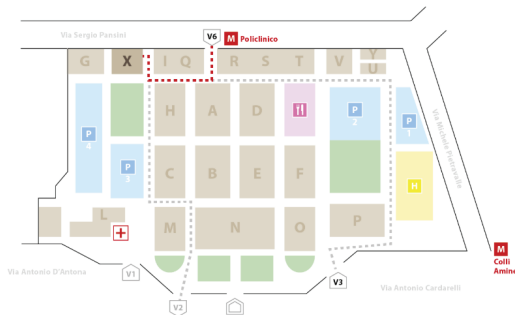 Via Sergio Pansini
V6
M Policlinico
G
X
I Q
R S T
V
Y
U
H
A
D
P
2
P
1
P
4
Via Michele Pietravalle
P
3
C
B
E
F
H
L
M
N
O
P
M
Colli
Amine
Via Antonio D'Antona
V1
V2
V3
Via Antonio Cardarelli